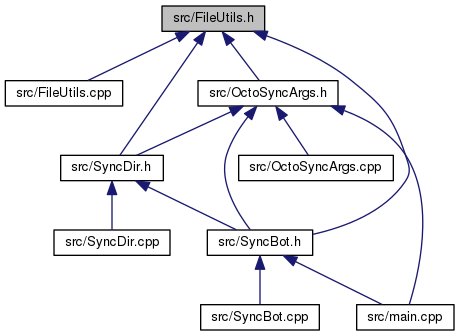 src/FileUtils.h
src/FileUtils.cpp
src/OctoSyncArgs.h
src/SyncDir.h
src/OctoSyncArgs.cpp
src/SyncDir.cpp
src/SyncBot.h
src/SyncBot.cpp
src/main.cpp